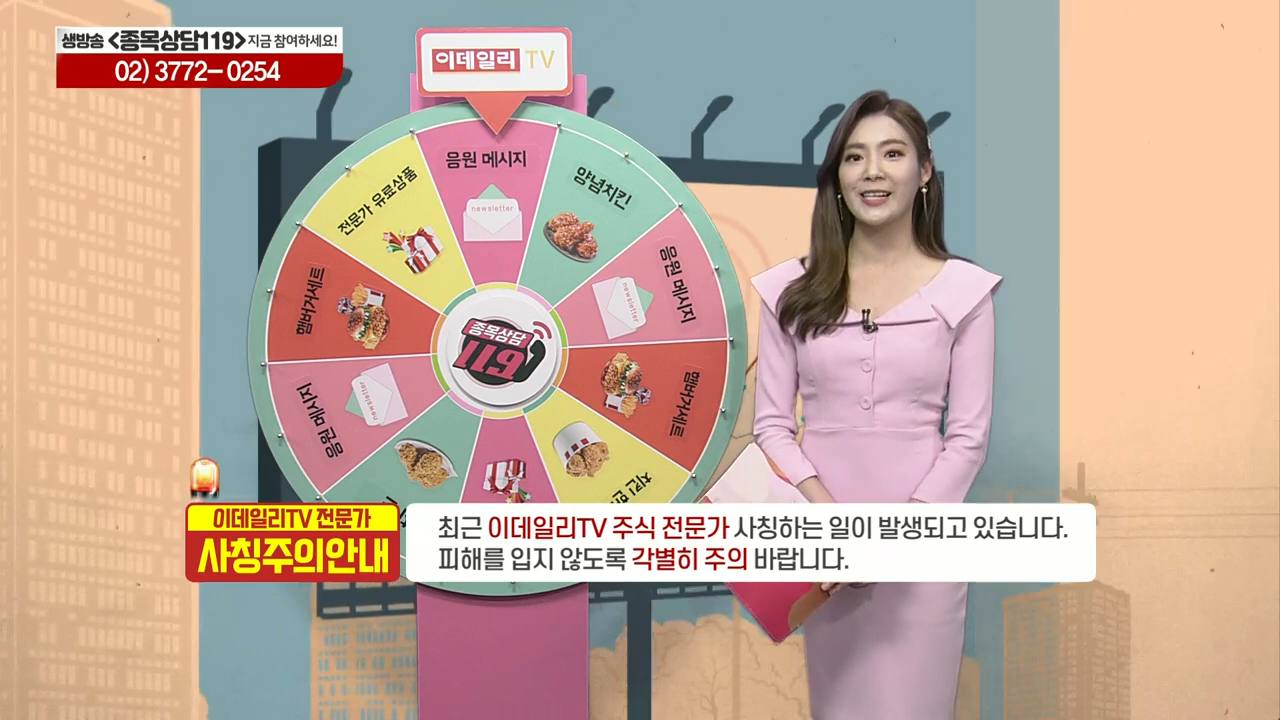 생방송 <종목상담119> 지금 참여하세요!
02) 3772-0254
이데일리 TV
응원 메시지
newsletter
양념치킨
전문가 유료상품
응원 메시지
newsletter
햄버거세트
종목상담
119
햄버거세트
응원 메시지
newsletter
이데일리TV 전문가
사칭주의안내
최근 이데일리TV 주식 전문가 사칭하는 일이 발생되고 있습니다.
피해를 입지 않도록 각별히 주의 바랍니다.